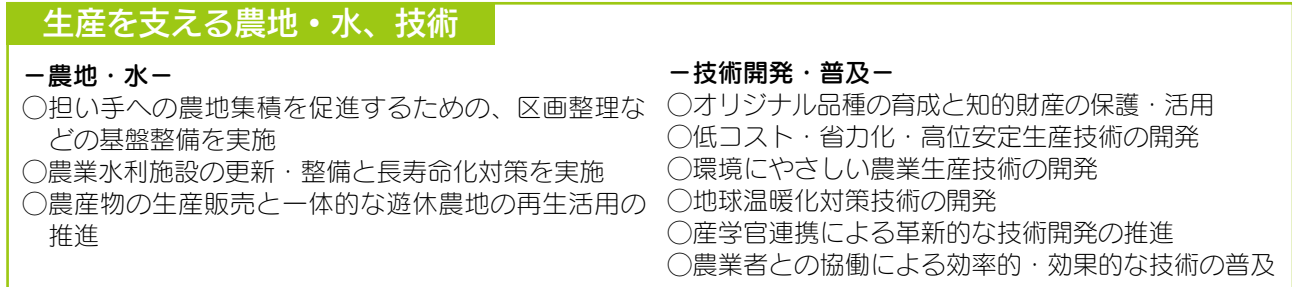 生産を支える農地・水、技術
－農地・水－
○担い手への農地集積を促進するための、区画整理な
どの基盤整備を実施
○農業水利施設の更新・整備と長寿命化対策を実施
○農産物の生産販売と一体的な遊休農地の再生活用の
推進
－技術開発・普及－
○オリジナル品種の育成と知的財産の保護・活用
○低コスト・省力化・高位安定生産技術の開発
○環境にやさしい農業生産技術の開発
○地球温暖化対策技術の開発
○産学官連携による革新的な技術開発の推進
○農業者との協働による効率的・効果的な技術の普及